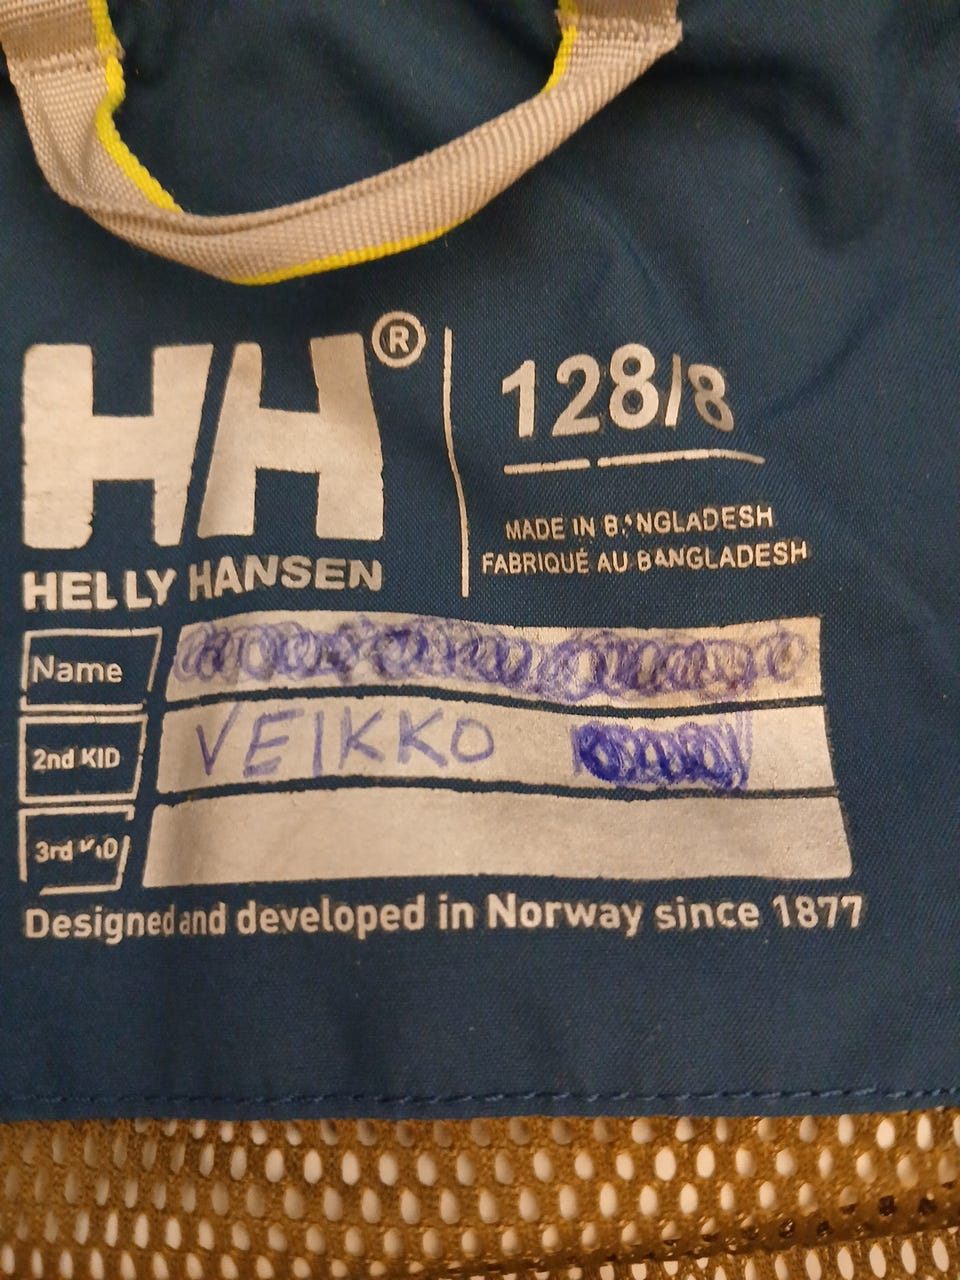 HH®
HELLY HANSEN
128/8
MADE IN BANGLADESH
FABRIQUÉ AU BANGLADESH
Name
2nd KID VEIKKO
3rd KID
Designed and developed in Norway since 1877